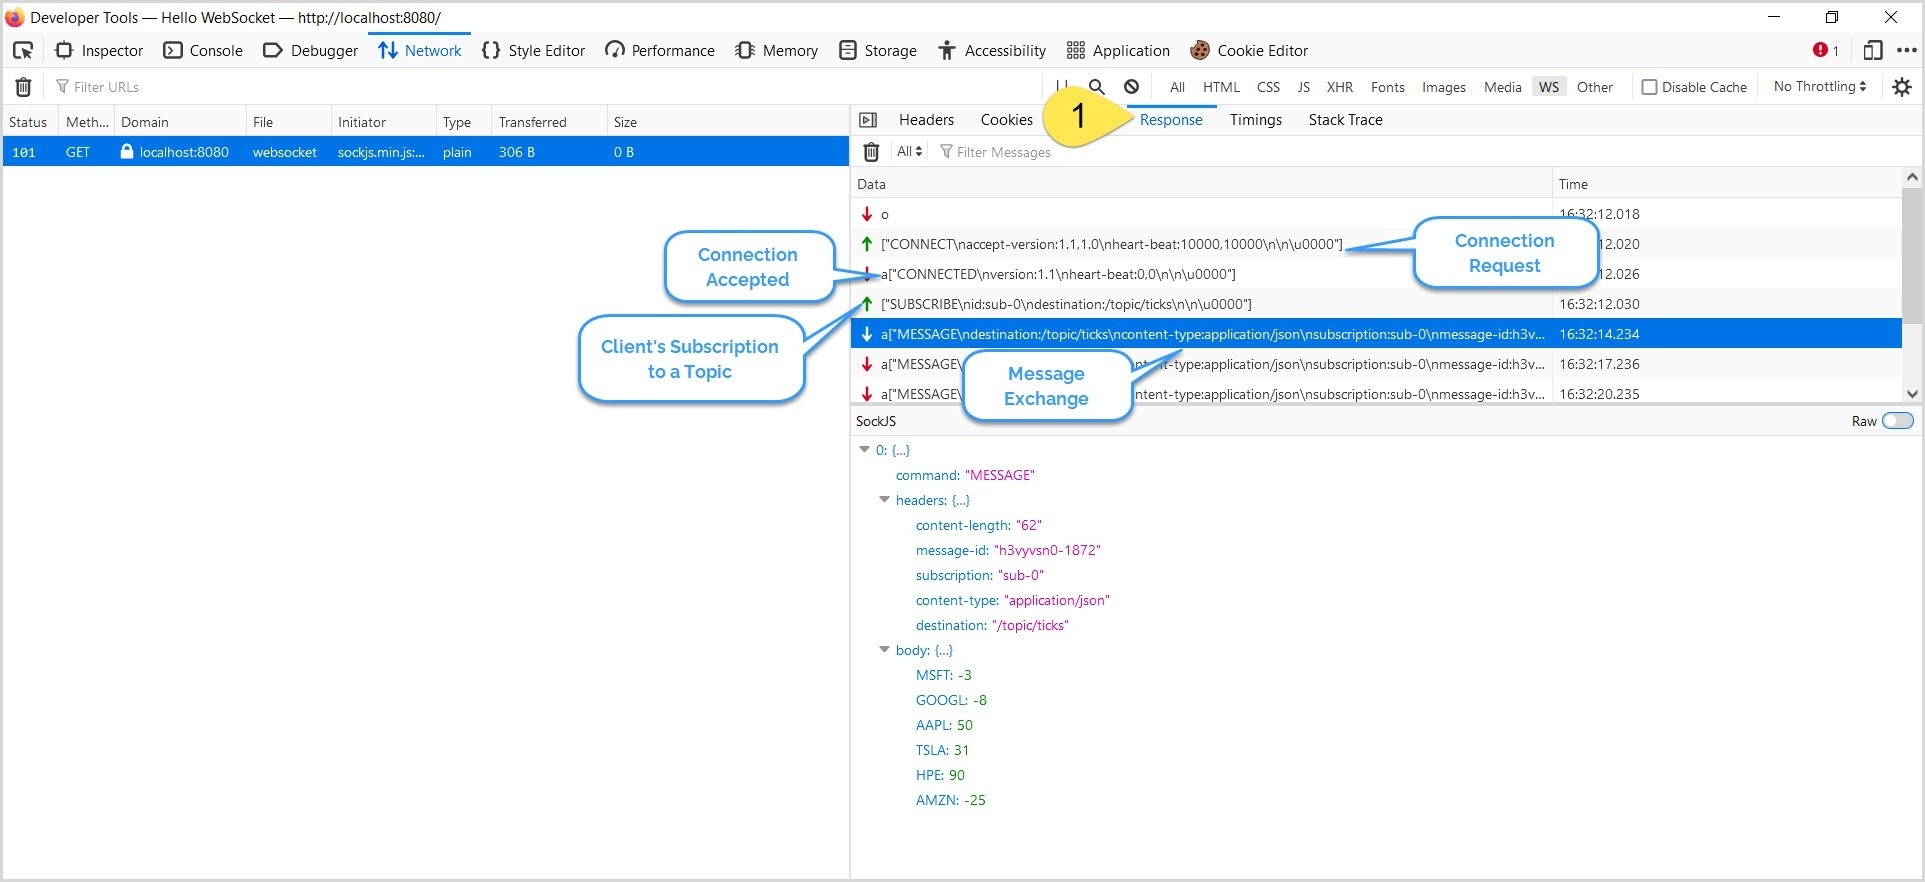 Developer Tools — Hello WebSocket — http://localhost:8080/
Inspector Console Debugger Network Style Editor Performance Memory Storage Accessibility Application Cookie Editor 1
Filter URLs All HTML CSS JS XHR Fonts Images Media WS Other Disable Cache No Throttling
Status Meth... Domain File Initiator Type Transferred Size
101 GET localhost:8080 websocket sockjs.min.js:... plain 306 B 0 B
Headers Cookies 1 Response Timings Stack Trace
All Filter Messages
Data Time
o 16:32:12.018
["CONNECT\naccept-version:1.1,1.0\nheart-beat:10000,10000\n\n\u0000"] 12.020
Connection
Request
Connection
Accepted
a["CONNECTED\nversion:1.1\nheart-beat:0,0\n\n\u0000"] 12.026
["SUBSCRIBE\nid:sub-0\ndestination:/topic/ticks\n\n\u0000"] 16:32:12.030
Client's Subscription
to a Topic
a["MESSAGE\ndestination:/topic/ticks\ncontent-type:application/json\nsubscription:sub-0\nmessage-id:h3v... 16:32:14.234
a["MESSAGE\ ntent-type:application/json\nsubscription:sub-0\nmessage-id:h3v... 16:32:17.236
a["MESSAGE\ ntent-type:application/json\nsubscription:sub-0\nmessage-id:h3v... 16:32:20.235
Message
Exchange
SockJS Raw
0: {...}
command: "MESSAGE"
headers: {...}
content-length: "62"
message-id: "h3vyvsn0-1872"
subscription: "sub-0"
content-type: "application/json"
destination: "/topic/ticks"
body: {...}
MSFT: -3
GOOGL: -8
AAPL: 50
TSLA: 31
HPE: 90
AMZN: -25